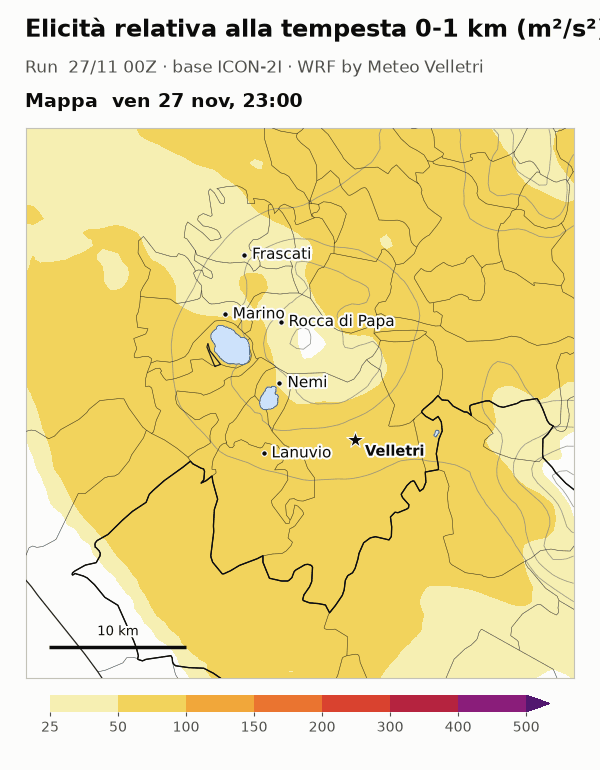 Elicità relativa alla tempesta 0-1 km (m²/s²)
Run 27/11 00Z · base ICON-2I · WRF by Meteo Velletri
Mappa ven 27 nov, 23:00
Frascati
Marino
Rocca di Papa
Nemi
Lanuvio
Velletri
10 km
25 50 100 150 200 300 400 500